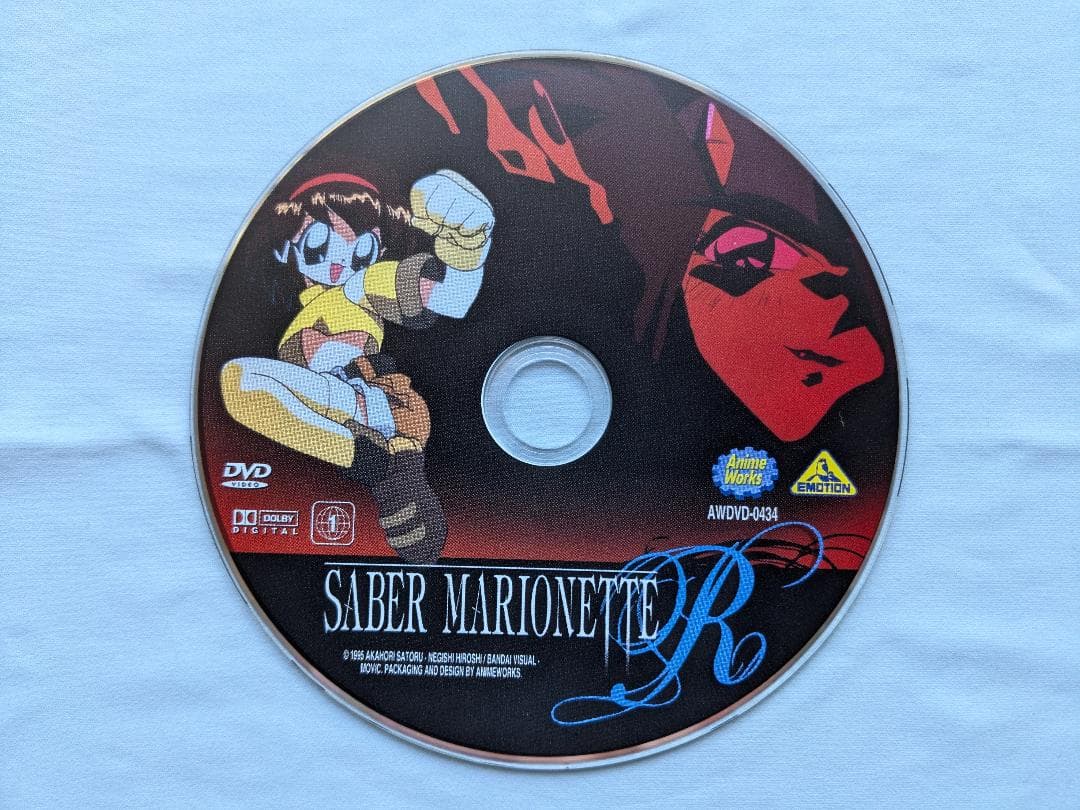 DVD
VIDEO
DOLBY
DIGITAL
1
Anime
Works
EMOTION
AWDVD-0434
SABER MARIONETTE R
© 1995 AKAHORI SATORU · NEGISHI HIROSHI / BANDAI VISUAL ·
MOVIC. PACKAGING AND DESIGN BY ANIMEWORKS.